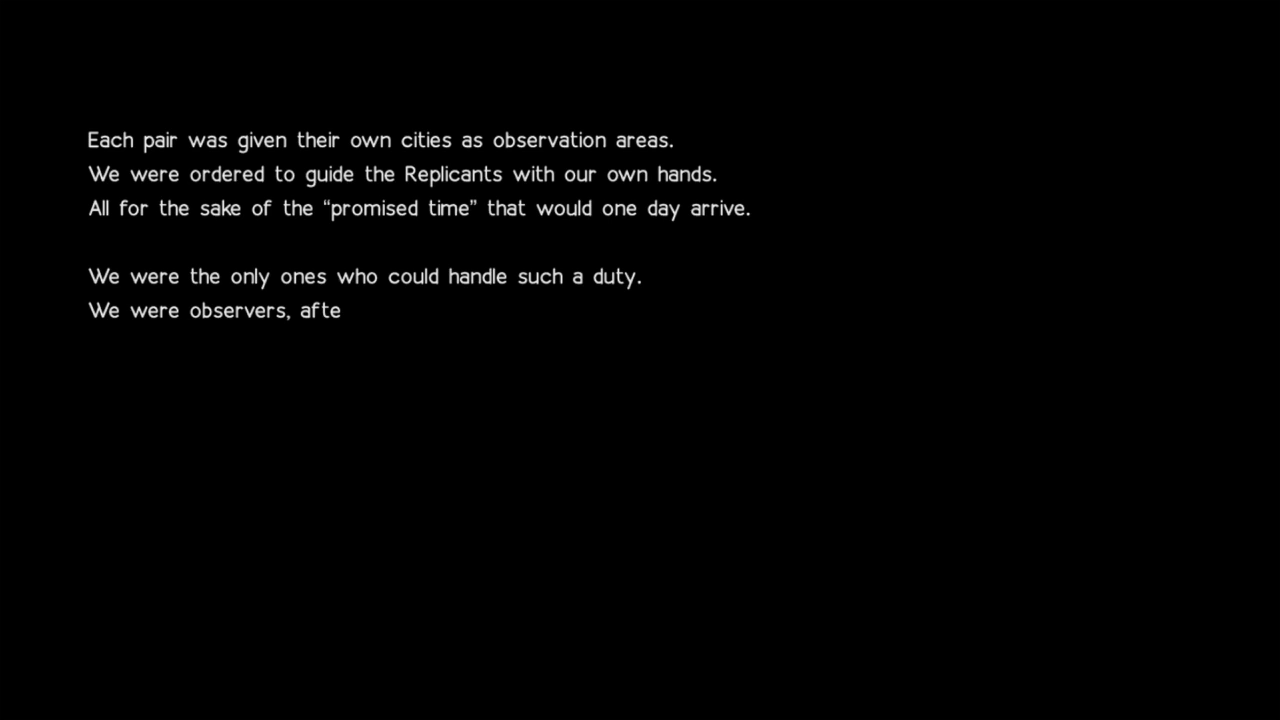 Each pair was given their own cities as observation areas.
We were ordered to guide the Replicants with our own hands.
All for the sake of the “promised time” that would one day arrive.
We were the only ones who could handle such a duty.
We were observers, afte